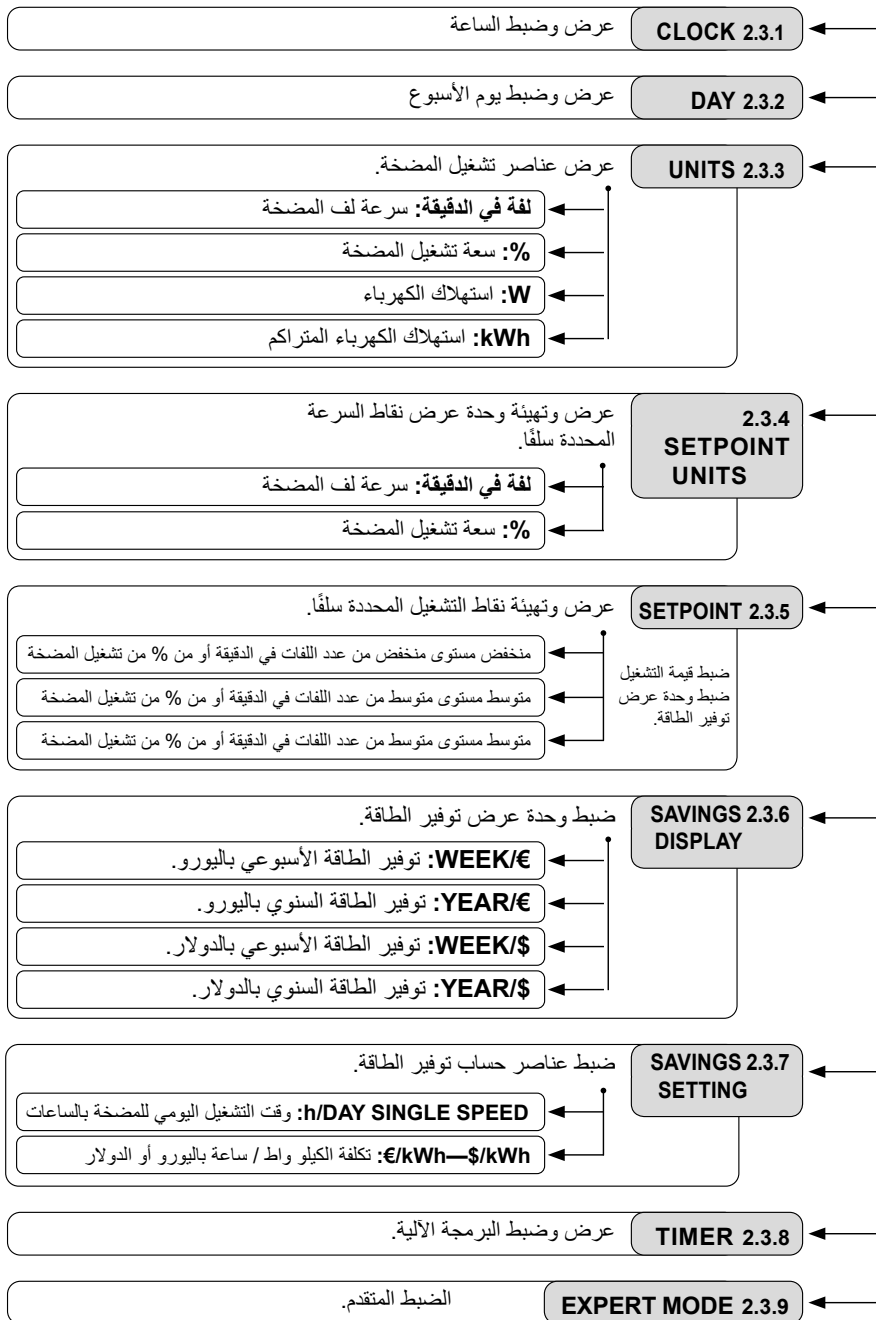 CLOCK 2.3.1
عرض وضبط الساعة
DAY 2.3.2
عرض وضبط يوم الأسبوع
UNITS 2.3.3
عرض عناصر تشغيل المضخة.
لفة في الدقيقة: سرعة لف المضخة
%: سعة تشغيل المضخة
W: استهلاك الكهرباء
kWh: استهلاك الكهرباء المتراكم
2.3.4
SETPOINT
UNITS
عرض وتهيئة وحدة عرض نقاط السرعة
المحددة سلفًا.
لفة في الدقيقة: سرعة لف المضخة
%: سعة تشغيل المضخة
SETPOINT 2.3.5
عرض وتهيئة نقاط التشغيل المحددة سلفًا.
ضبط قيمة التشغيل
ضبط وحدة عرض
توفير الطاقة.
منخفض مستوى منخفض من عدد اللفات في الدقيقة أو من % من تشغيل المضخة
متوسط مستوى متوسط من عدد اللفات في الدقيقة أو من % من تشغيل المضخة
متوسط مستوى متوسط من عدد اللفات في الدقيقة أو من % من تشغيل المضخة
SAVINGS 2.3.6
DISPLAY
ضبط وحدة عرض توفير الطاقة.
WEEK/€: توفير الطاقة الأسبوعي باليورو.
YEAR/€: توفير الطاقة السنوي باليورو.
WEEK/$: توفير الطاقة الأسبوعي بالدولار.
YEAR/$: توفير الطاقة السنوي بالدولار.
SAVINGS 2.3.7
SETTING
ضبط عناصر حساب توفير الطاقة.
h/DAY SINGLE SPEED: وقت التشغيل اليومي للمضخة بالساعات
€/kWh—$/kWh: تكلفة الكيلو واط / ساعة باليورو أو الدولار
TIMER 2.3.8
عرض وضبط البرمجة الآلية.
EXPERT MODE 2.3.9
الضبط المتقدم.